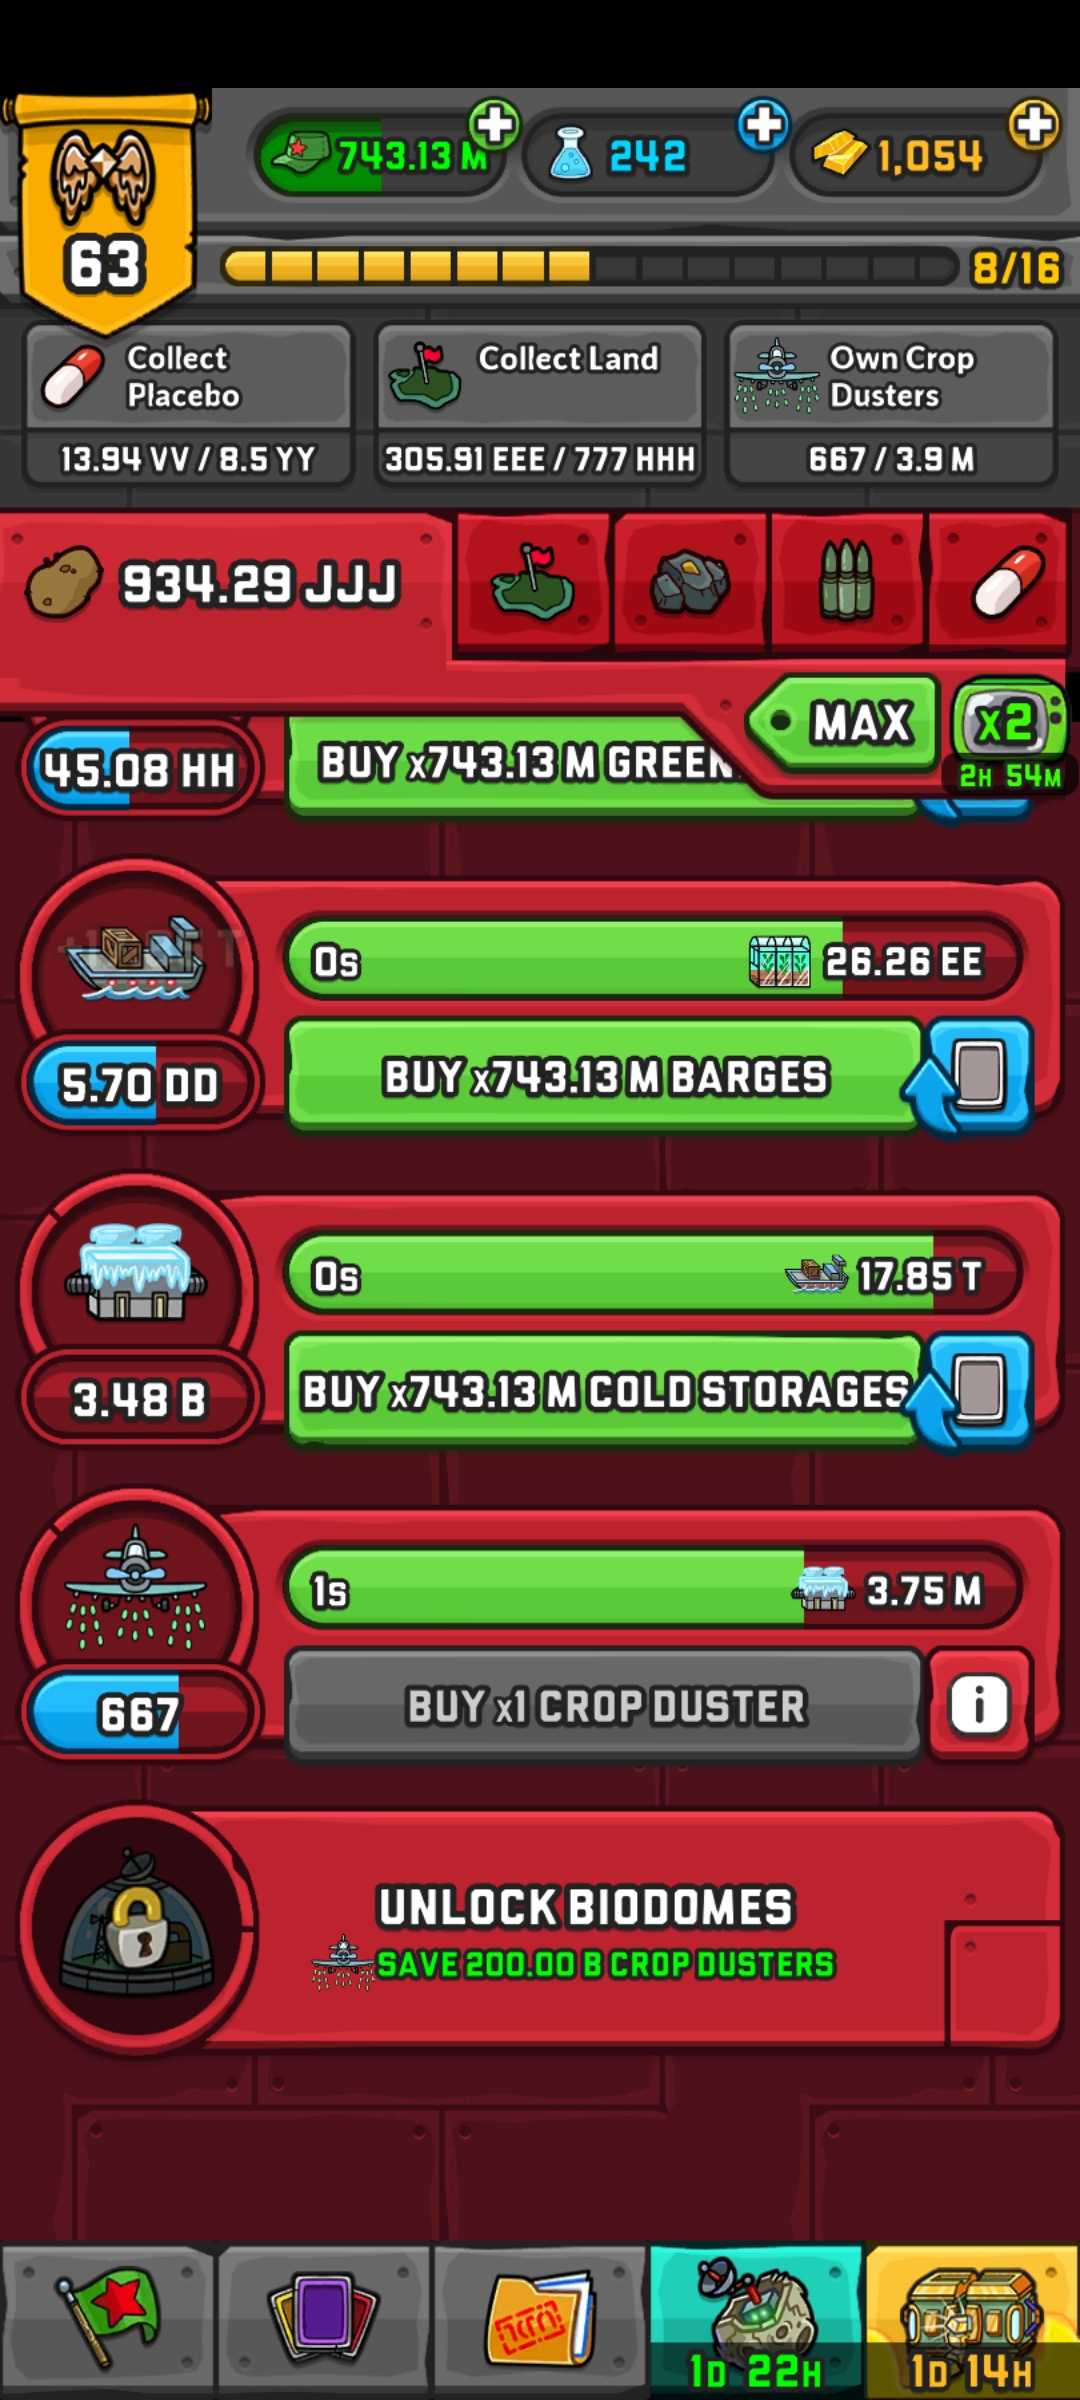 743.13 M
242
1,054
63
8/16
Collect
Placebo
13.94 VV / 8.5 YY
Collect Land
305.91 EEE / 777 HHH
Own Crop
Dusters
667 / 3.9 M
934.29 JJJ
MAX
x2
2H 54M
45.08 HH
BUY x743.13 M GREEN
0s
26.26 EE
5.70 DD
BUY x743.13 M BARGES
0s
17.85 T
3.48 B
BUY x743.13 M COLD STORAGES
1s
3.75 M
667
BUY x1 CROP DUSTER
i
UNLOCK BIODOMES
SAVE 200.00 B CROP DUSTERS
1D 22H
1D 14H